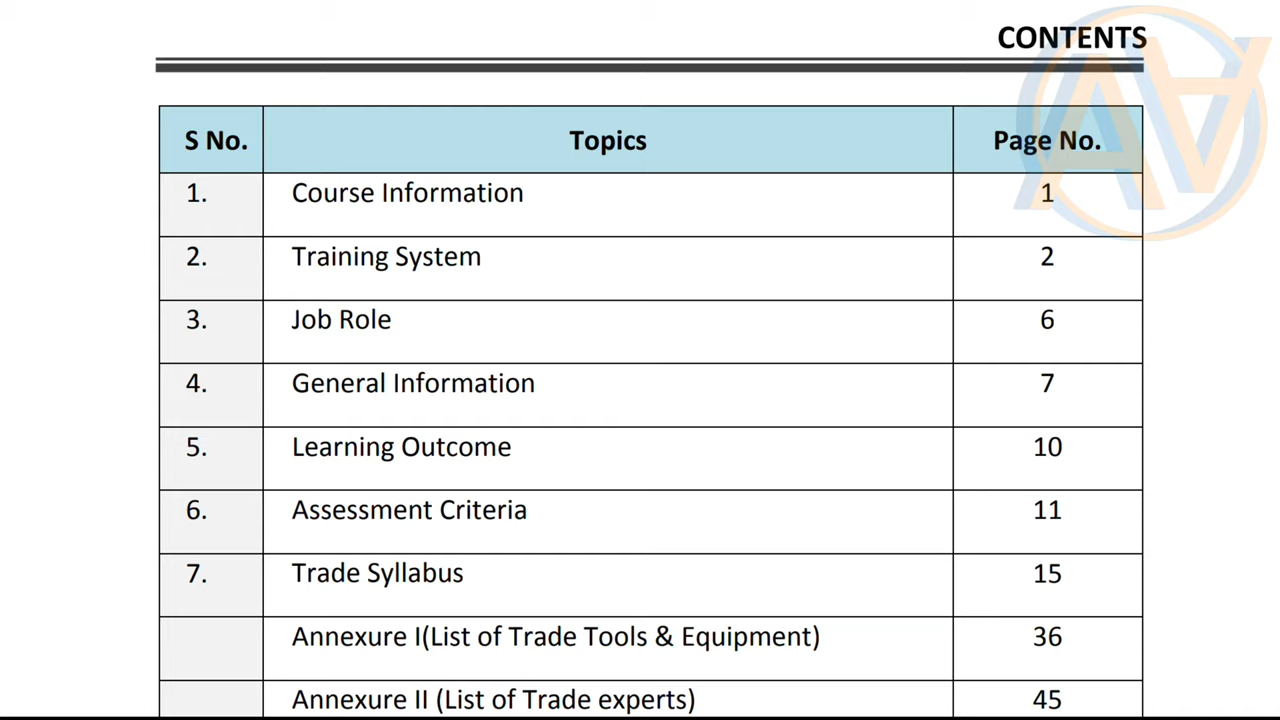 CONTENTS
S No. Topics Page No.
1. Course Information 1
2. Training System 2
3. Job Role 6
4. General Information 7
5. Learning Outcome 10
6. Assessment Criteria 11
7. Trade Syllabus 15
Annexure I(List of Trade Tools & Equipment) 36
Annexure II (List of Trade experts) 45